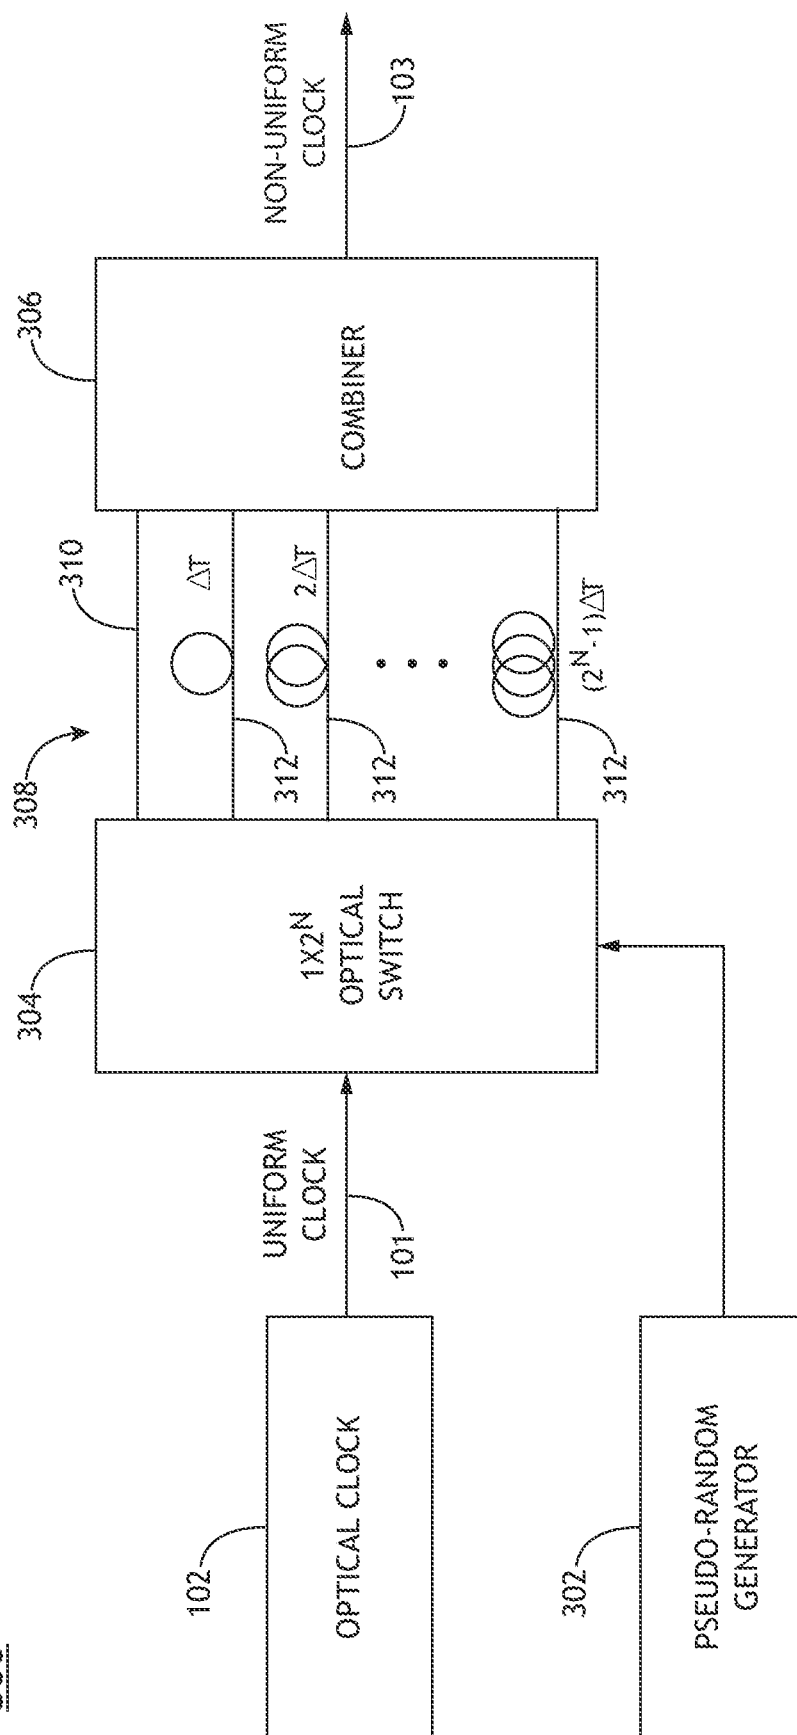 308
310
304
306
102
OPTICAL CLOCK
UNIFORM
CLOCK
101
1X2^N
OPTICAL
SWITCH
ΔT
312
2ΔT
312
(2^N-1)ΔT
312
COMBINER
NON-UNIFORM
CLOCK
103
302
PSEUDO-RANDOM
GENERATOR